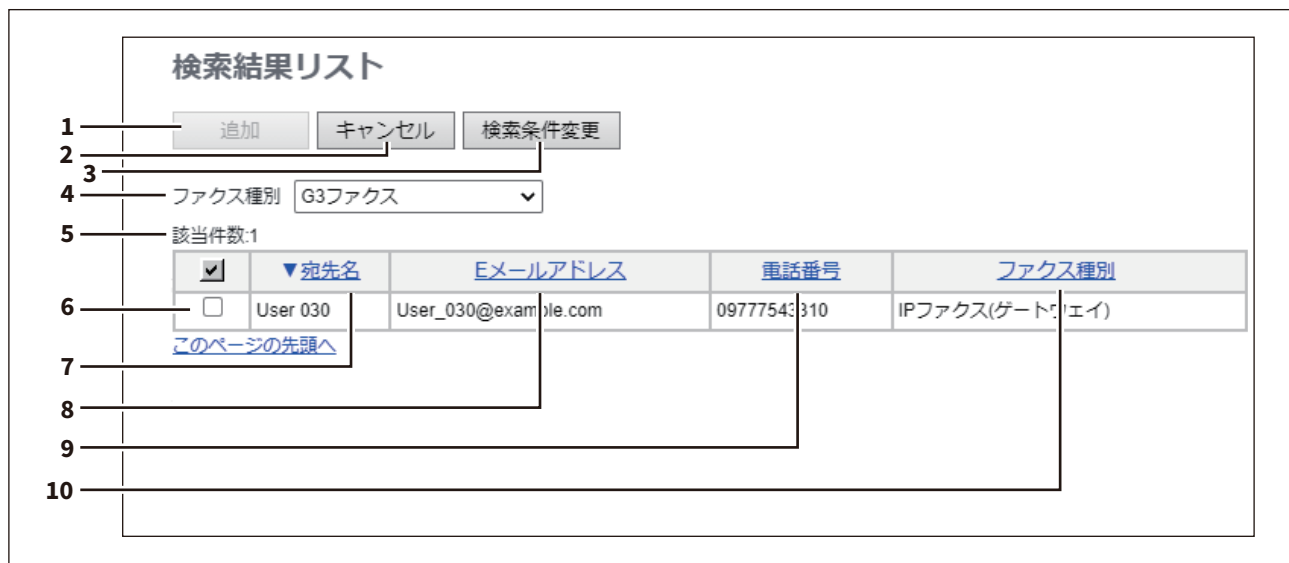 検索結果リスト
1 追加 キャンセル 検索条件変更
2
3
4 ファクス種別 G3ファクス
5 該当件数:1
▼宛先名 Eメールアドレス 電話番号 ファクス種別
6 User 030 User_030@example.com 09777543310 IPファクス(ゲートウェイ)
このページの先頭へ
7
8
9
10